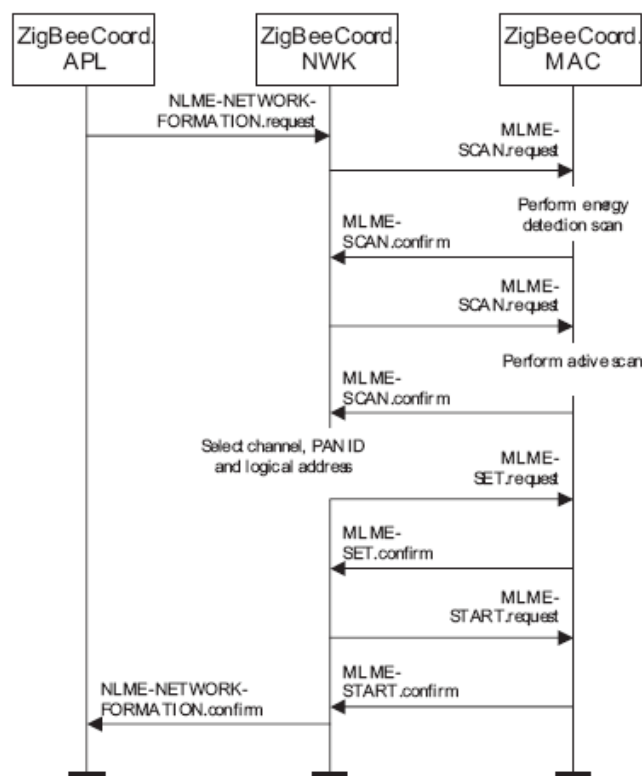 ZigBeeCoord.
APL
ZigBeeCoord.
NWK
ZigBeeCoord.
MAC
NLME-NETWORK-
FORMATION.request
MLME-
SCAN.request
Perform energy
detection scan
MLME-
SCAN.confirm
MLME-
SCAN.request
Perform active scan
MLME-
SCAN.confirm
Select channel, PAN ID
and logical address
MLME-
SET.request
MLME-
SET.confirm
MLME-
START.request
MLME-
START.confirm
NLME-NETWORK-
FORMATION.confirm